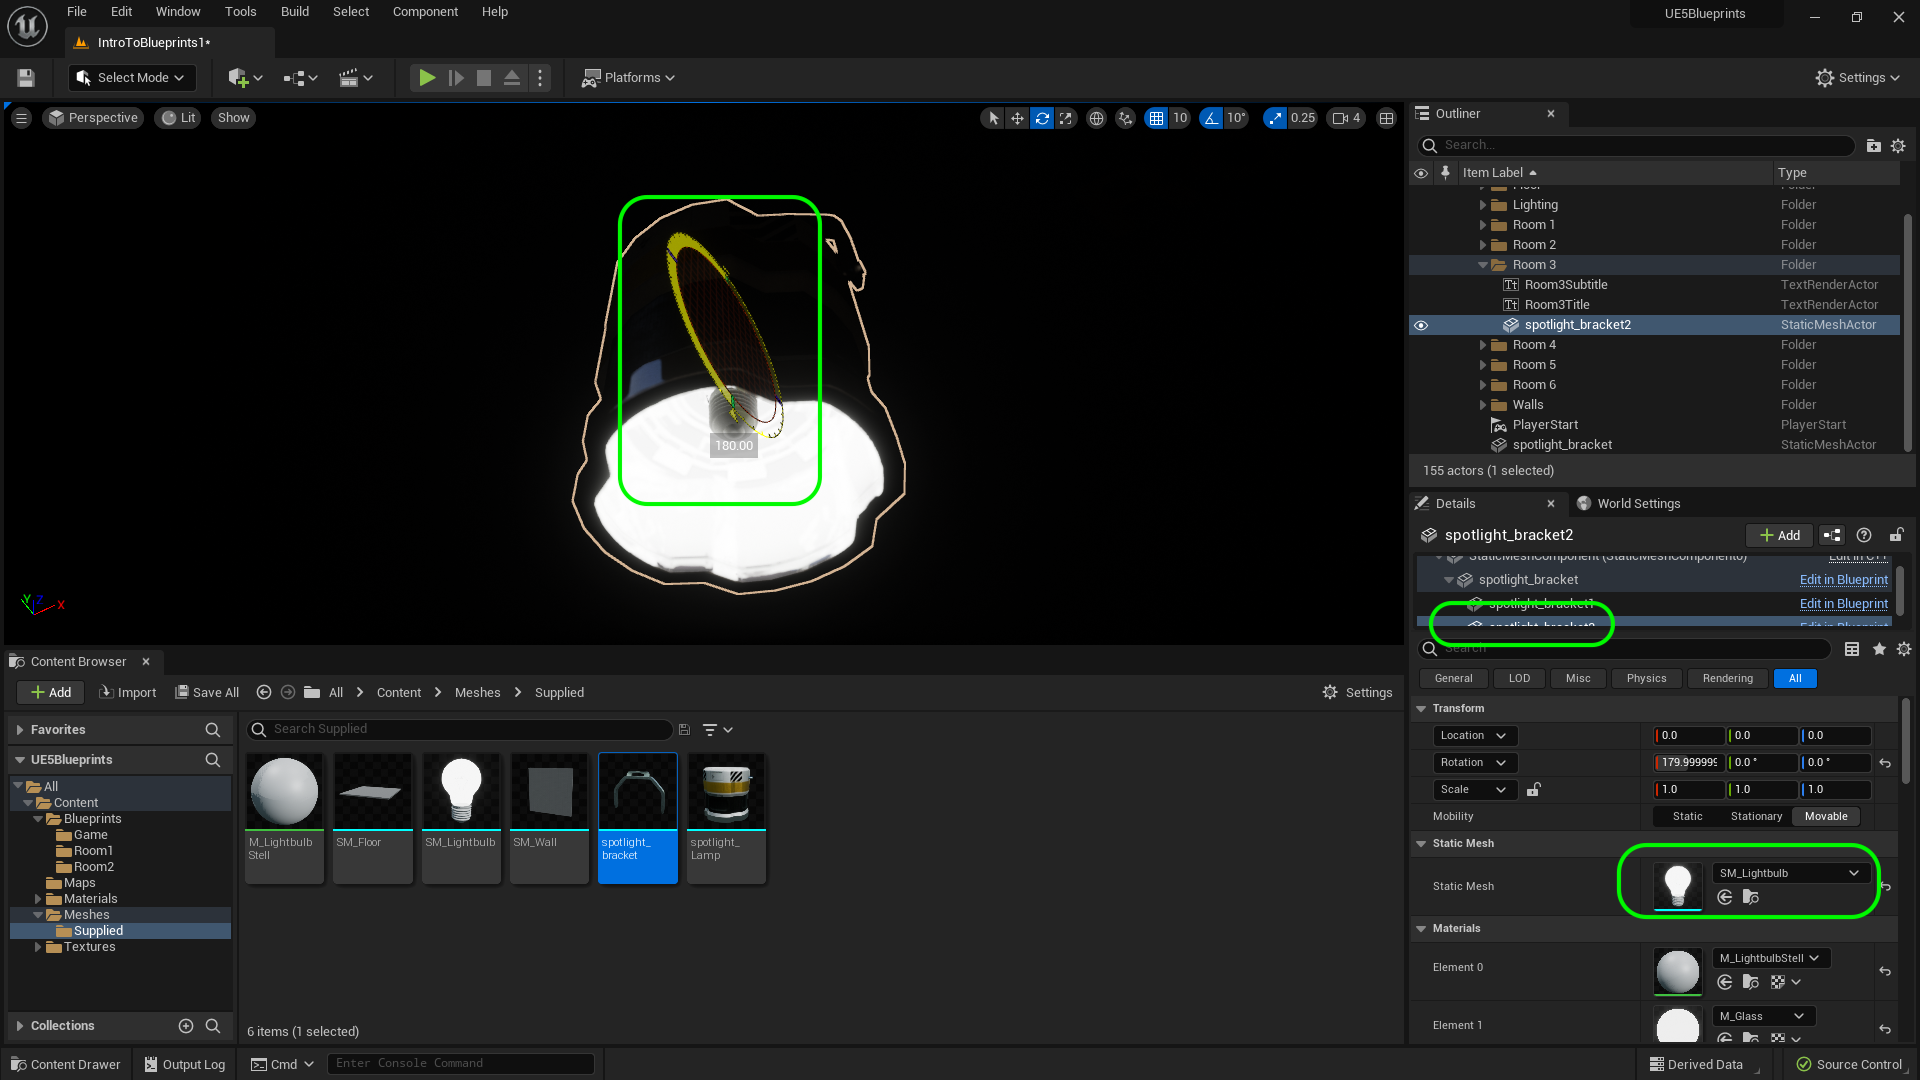 File Edit Window Tools Build Select Component Help
UE5Blueprints
IntroToBlueprints1*
Select Mode
Platforms
Settings
Perspective
Lit
Show
10
10°
0.25
4
180.00
Y Z X
Outliner
Search...
Item Label
Type
Floor Folder
Lighting Folder
Room 1 Folder
Room 2 Folder
Room 3 Folder
Room3Subtitle TextRenderActor
Room3Title TextRenderActor
spotlight_bracket2 StaticMeshActor
Room 4 Folder
Room 5 Folder
Room 6 Folder
Walls Folder
PlayerStart PlayerStart
spotlight_bracket StaticMeshActor
155 actors (1 selected)
Details
World Settings
spotlight_bracket2
Add
StaticMeshComponent (StaticMeshComponent0) Edit in C++
spotlight_bracket Edit in Blueprint
spotlight_bracket1 Edit in Blueprint
spotlight_bracket2 Edit in Blueprint
Search
General LOD Misc Physics Rendering All
Transform
Location 0.0 0.0 0.0
Rotation 179.999999 0.0 ° 0.0 °
Scale 1.0 1.0 1.0
Mobility Static Stationary Movable
Static Mesh
Static Mesh SM_Lightbulb
Materials
Element 0 M_LightbulbStell
Element 1 M_Glass
Content Browser
Add Import Save All All Content Meshes Supplied Settings
Favorites
UE5Blueprints
All
Content
Blueprints
Game
Room1
Room2
Maps
Materials
Meshes
Supplied
Textures
Collections
Search Supplied
M_Lightbulb
Stell
SM_Floor
SM_Lightbulb
SM_Wall
spotlight_
bracket
spotlight_
Lamp
6 items (1 selected)
Content Drawer
Output Log
Cmd
Enter Console Command
Derived Data
Source Control